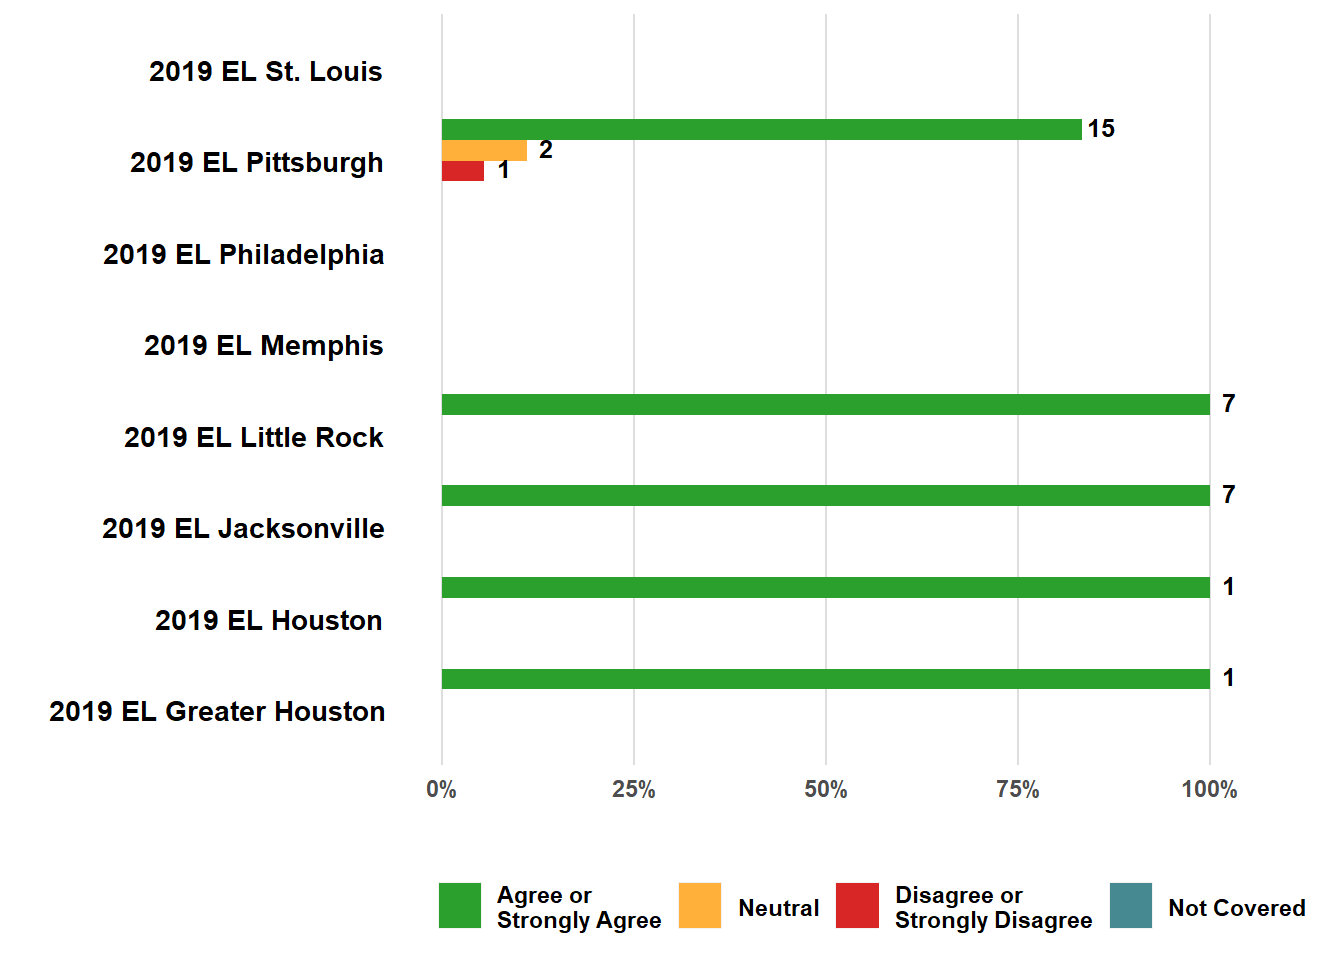 2019 EL St. Louis
15
2
2019 EL Pittsburgh
1
2019 EL Philadelphia
2019 EL Memphis
7
2019 EL Little Rock
7
2019 EL Jacksonville
1
2019 EL Houston
1
2019 EL Greater Houston
0% 25% 50% 75% 100%
Agree or
Strongly Agree
Neutral
Disagree or
Strongly Disagree
Not Covered